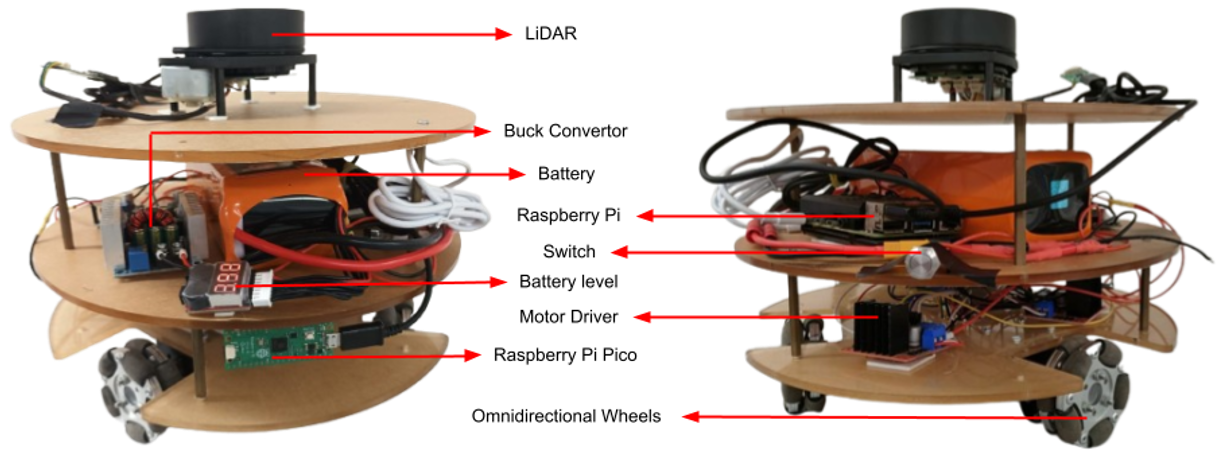 LiDAR
Buck Convertor
Battery
Raspberry Pi
Switch
Battery level
Motor Driver
Raspberry Pi Pico
Omnidirectional Wheels